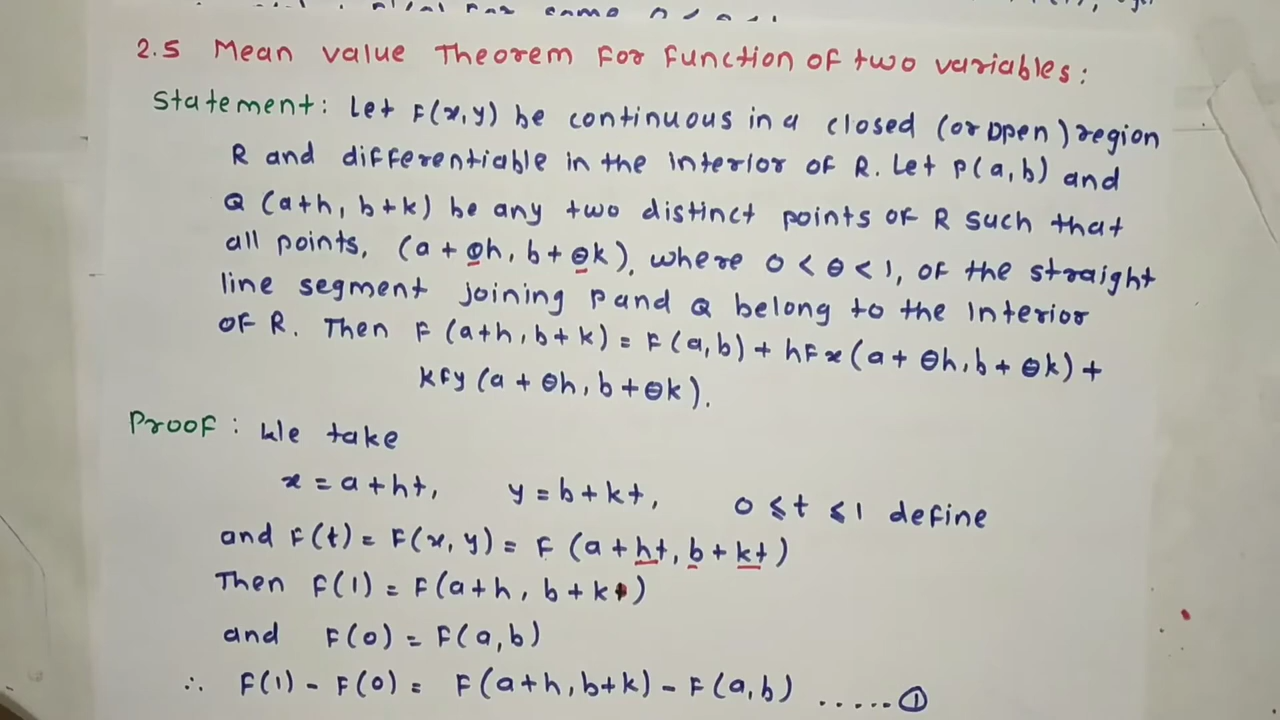 2.5 Mean value Theorem For Function of two variables:
Statement: Let F(x,y) be continuous in a closed (or open) region
R and differentiable in the interior of R. Let P(a,b) and
Q (a+h, b+k) be any two distinct points of R such that
all points, (a + θh, b + θk), where 0 < θ < 1, of the straight
line segment joining P and Q belong to the Interior
of R. Then F (a+h, b+k) = F(a,b) + hFx(a+θh, b+θk) +
kFy (a+θh, b+θk).
Proof: We take
x = a+ht, y = b+kt, 0 ⩽ t ⩽ 1 define
and F(t) = F(x, y) = F (a+ht, b+kt)
Then F(1) = F(a+h, b+k)
and F(0) = F(a,b)
∴ F(1) - F(0) = F(a+h, b+k) - F(a,b) ......①